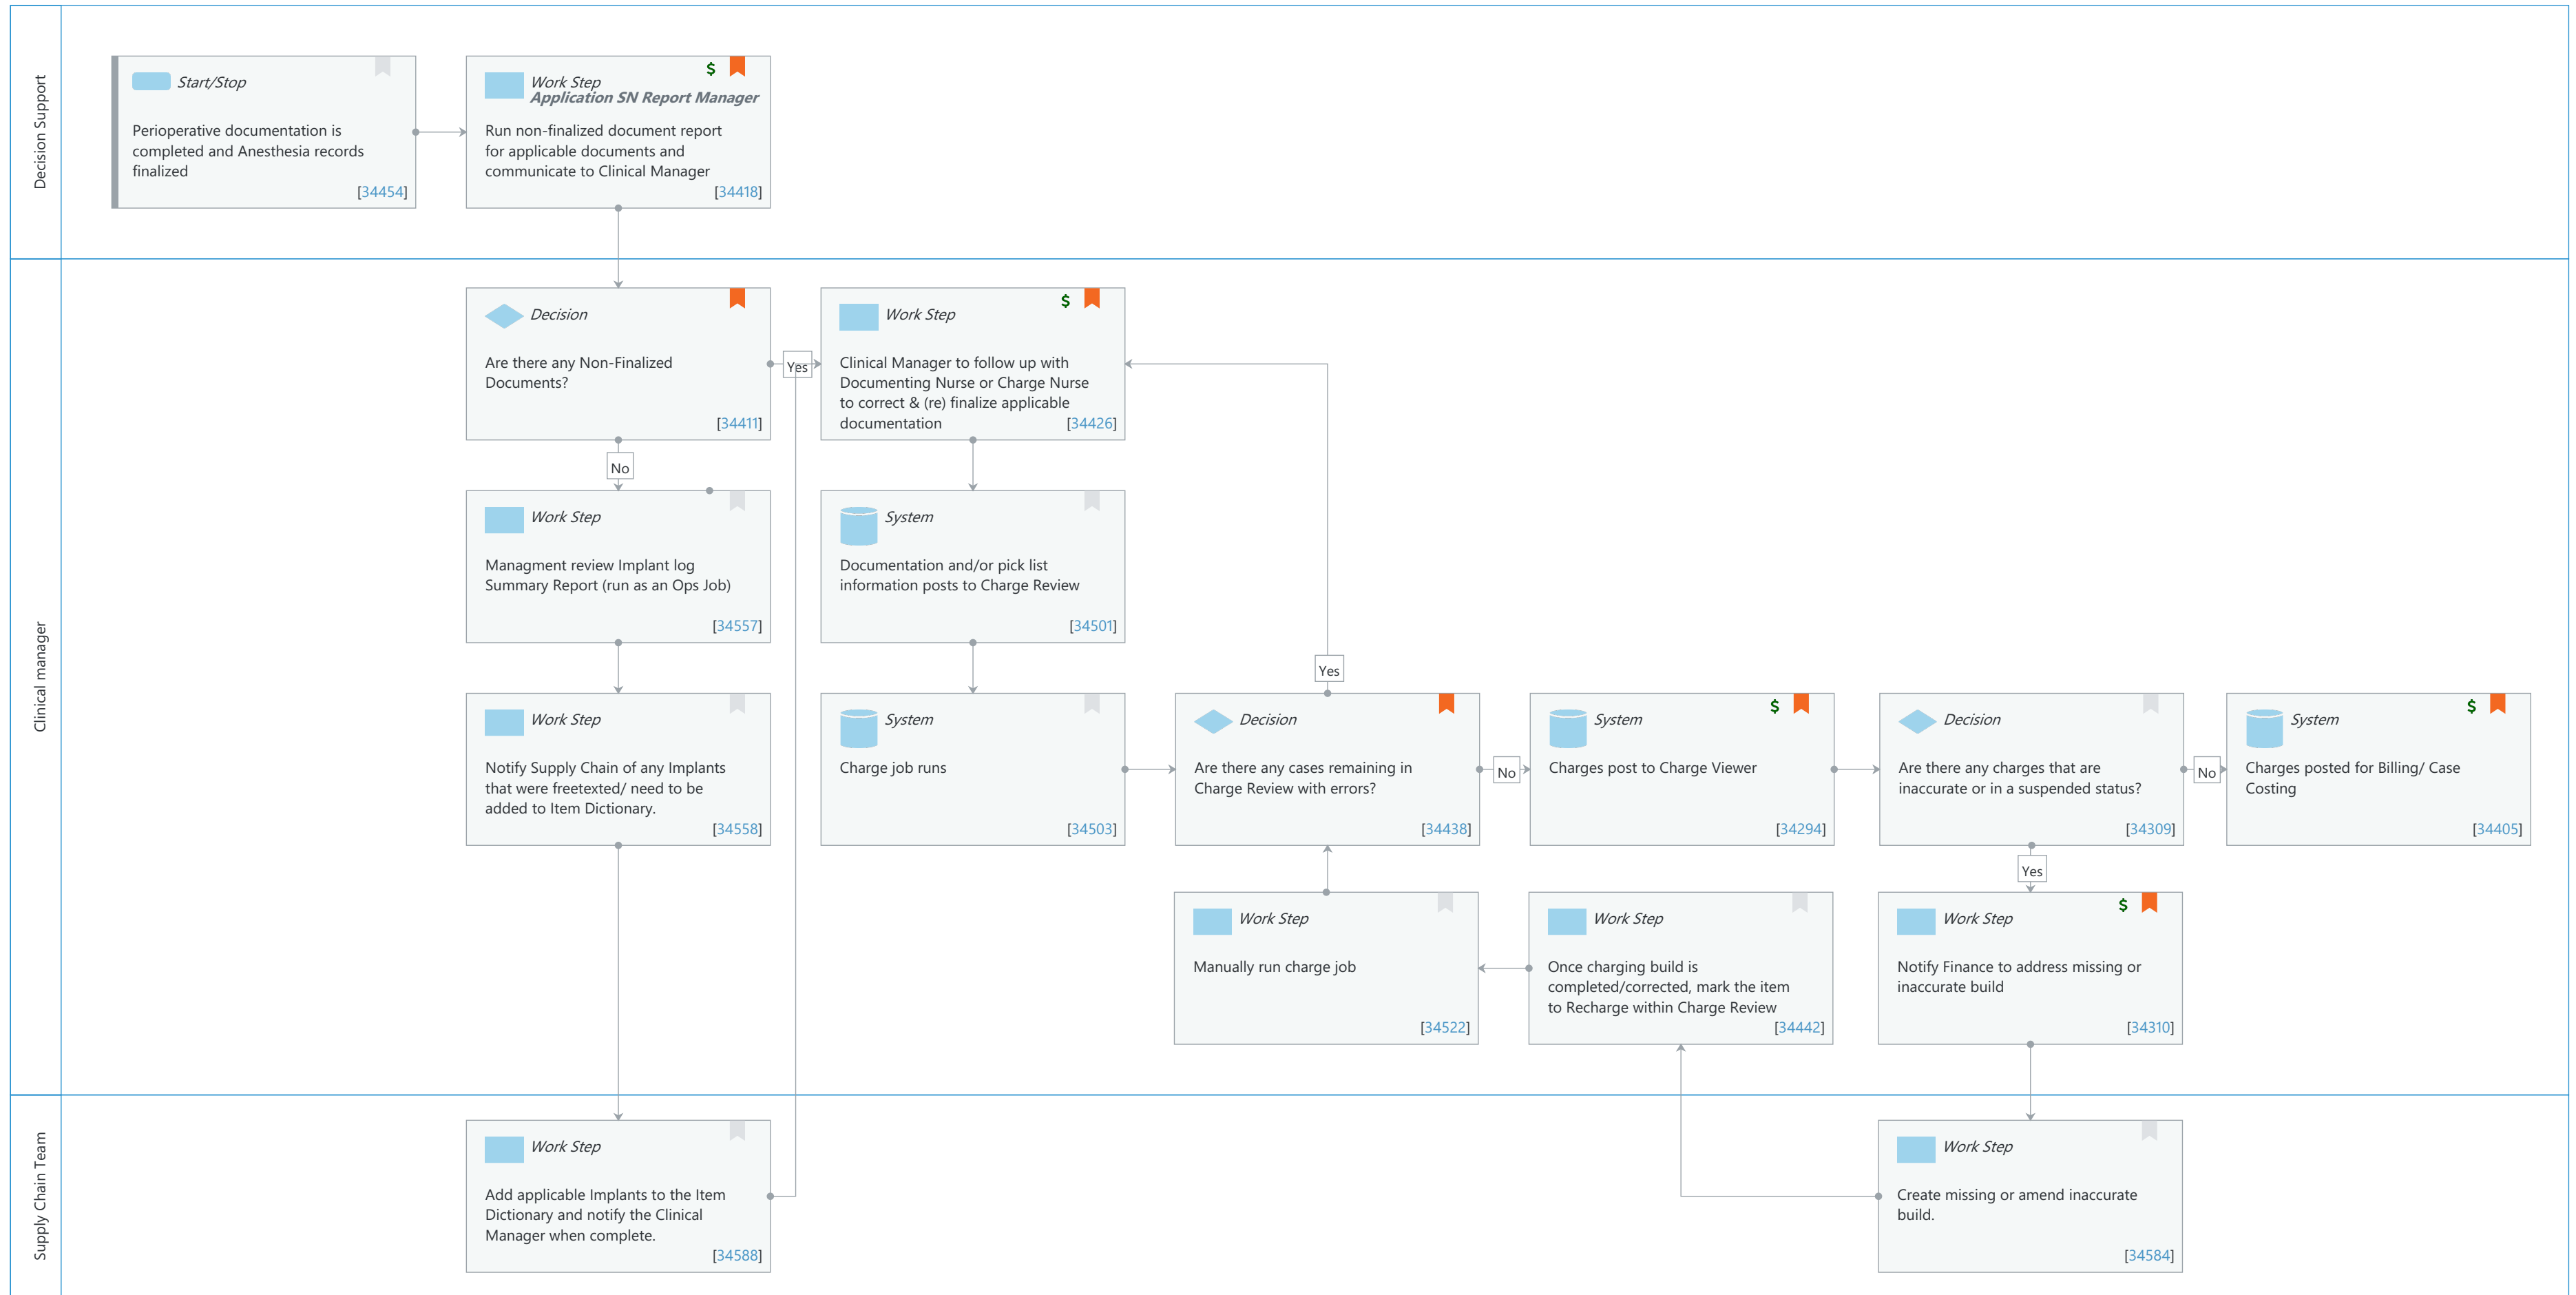 Decision Support
Start/Stop
Perioperative documentation is
completed and Anesthesia records
finalized
[34454]
$
Work Step
Application SN Report Manager
Run non-finalized document report
for applicable documents and
communicate to Clinical Manager
[34418]
Clinical manager
Decision
Are there any Non-Finalized
Documents?
[34411]
Yes
No
$
Work Step
Clinical Manager to follow up with
Documenting Nurse or Charge Nurse
to correct & (re) finalize applicable
documentation
[34426]
Work Step
Managment review Implant log
Summary Report (run as an Ops Job)
[34557]
System
Documentation and/or pick list
information posts to Charge Review
[34501]
Work Step
Notify Supply Chain of any Implants
that were freetexted/ need to be
added to Item Dictionary.
[34558]
System
Charge job runs
[34503]
Yes
Decision
Are there any cases remaining in
Charge Review with errors?
[34438]
No
$
System
Charges post to Charge Viewer
[34294]
Decision
Are there any charges that are
inaccurate or in a suspended status?
[34309]
No
$
System
Charges posted for Billing/ Case
Costing
[34405]
Yes
Work Step
Manually run charge job
[34522]
Work Step
Once charging build is
completed/corrected, mark the item
to Recharge within Charge Review
[34442]
$
Work Step
Notify Finance to address missing or
inaccurate build
[34310]
Supply Chain Team
Work Step
Add applicable Implants to the Item
Dictionary and notify the Clinical
Manager when complete.
[34588]
Work Step
Create missing or amend inaccurate
build.
[34584]